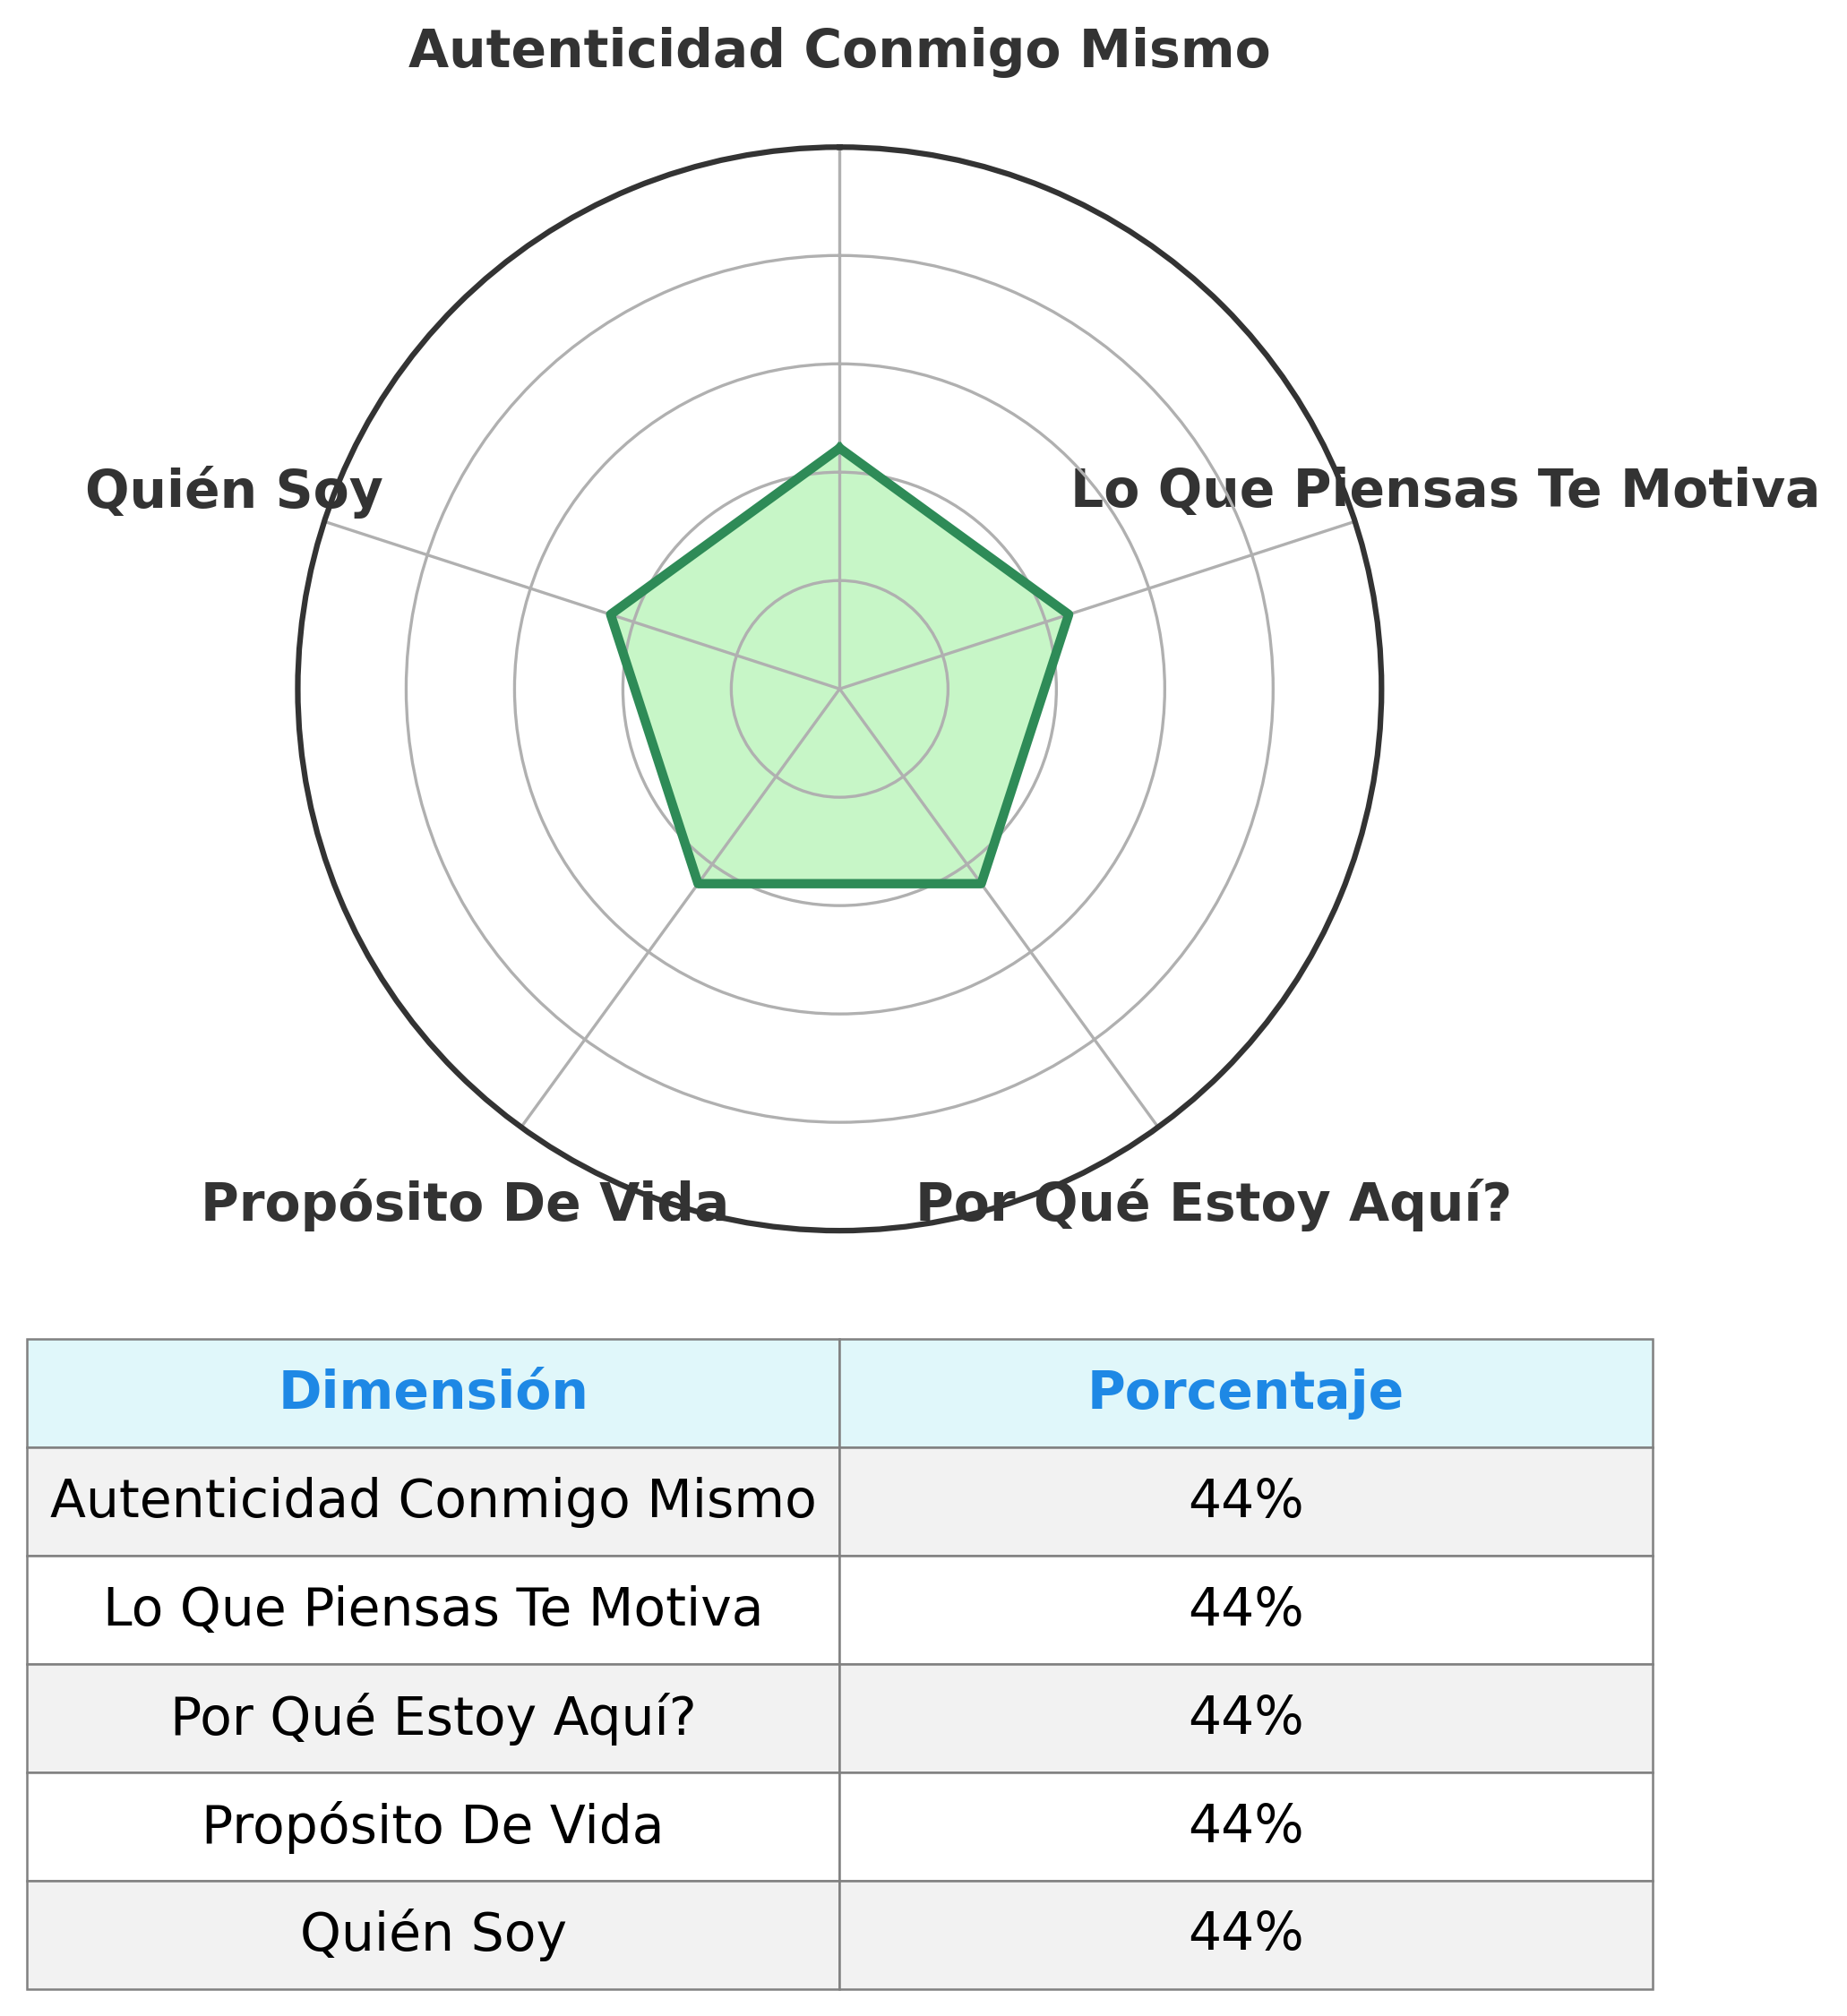 Autenticidad Conmigo Mismo
Quién Soy
Lo Que Piensas Te Motiva
Propósito De Vida
Por Qué Estoy Aquí?
Dimensión Porcentaje
Autenticidad Conmigo Mismo 44%
Lo Que Piensas Te Motiva 44%
Por Qué Estoy Aquí? 44%
Propósito De Vida 44%
Quién Soy 44%